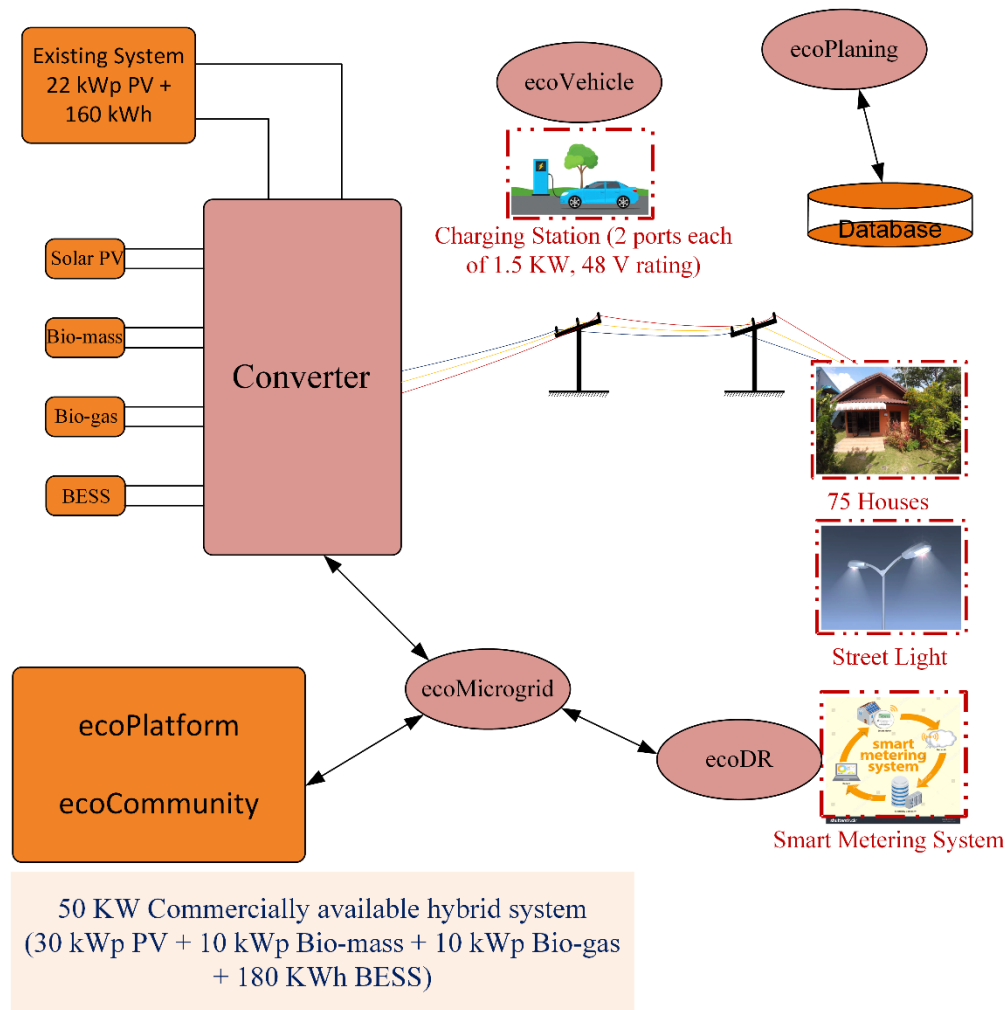 Existing System
22 kWp PV +
160 kWh
ecoVehicle
ecoPlaning
Charging Station (2 ports each
of 1.5 KW, 48 V rating)
Database
Solar PV
Bio-mass
Bio-gas
BESS
Converter
75 Houses
Street Light
ecoMicrogrid
ecoPlatform
ecoCommunity
ecoDR
smart
metering
system
Smart Metering System
50 KW Commercially available hybrid system
(30 kWp PV + 10 kWp Bio-mass + 10 kWp Bio-gas
+ 180 KWh BESS)